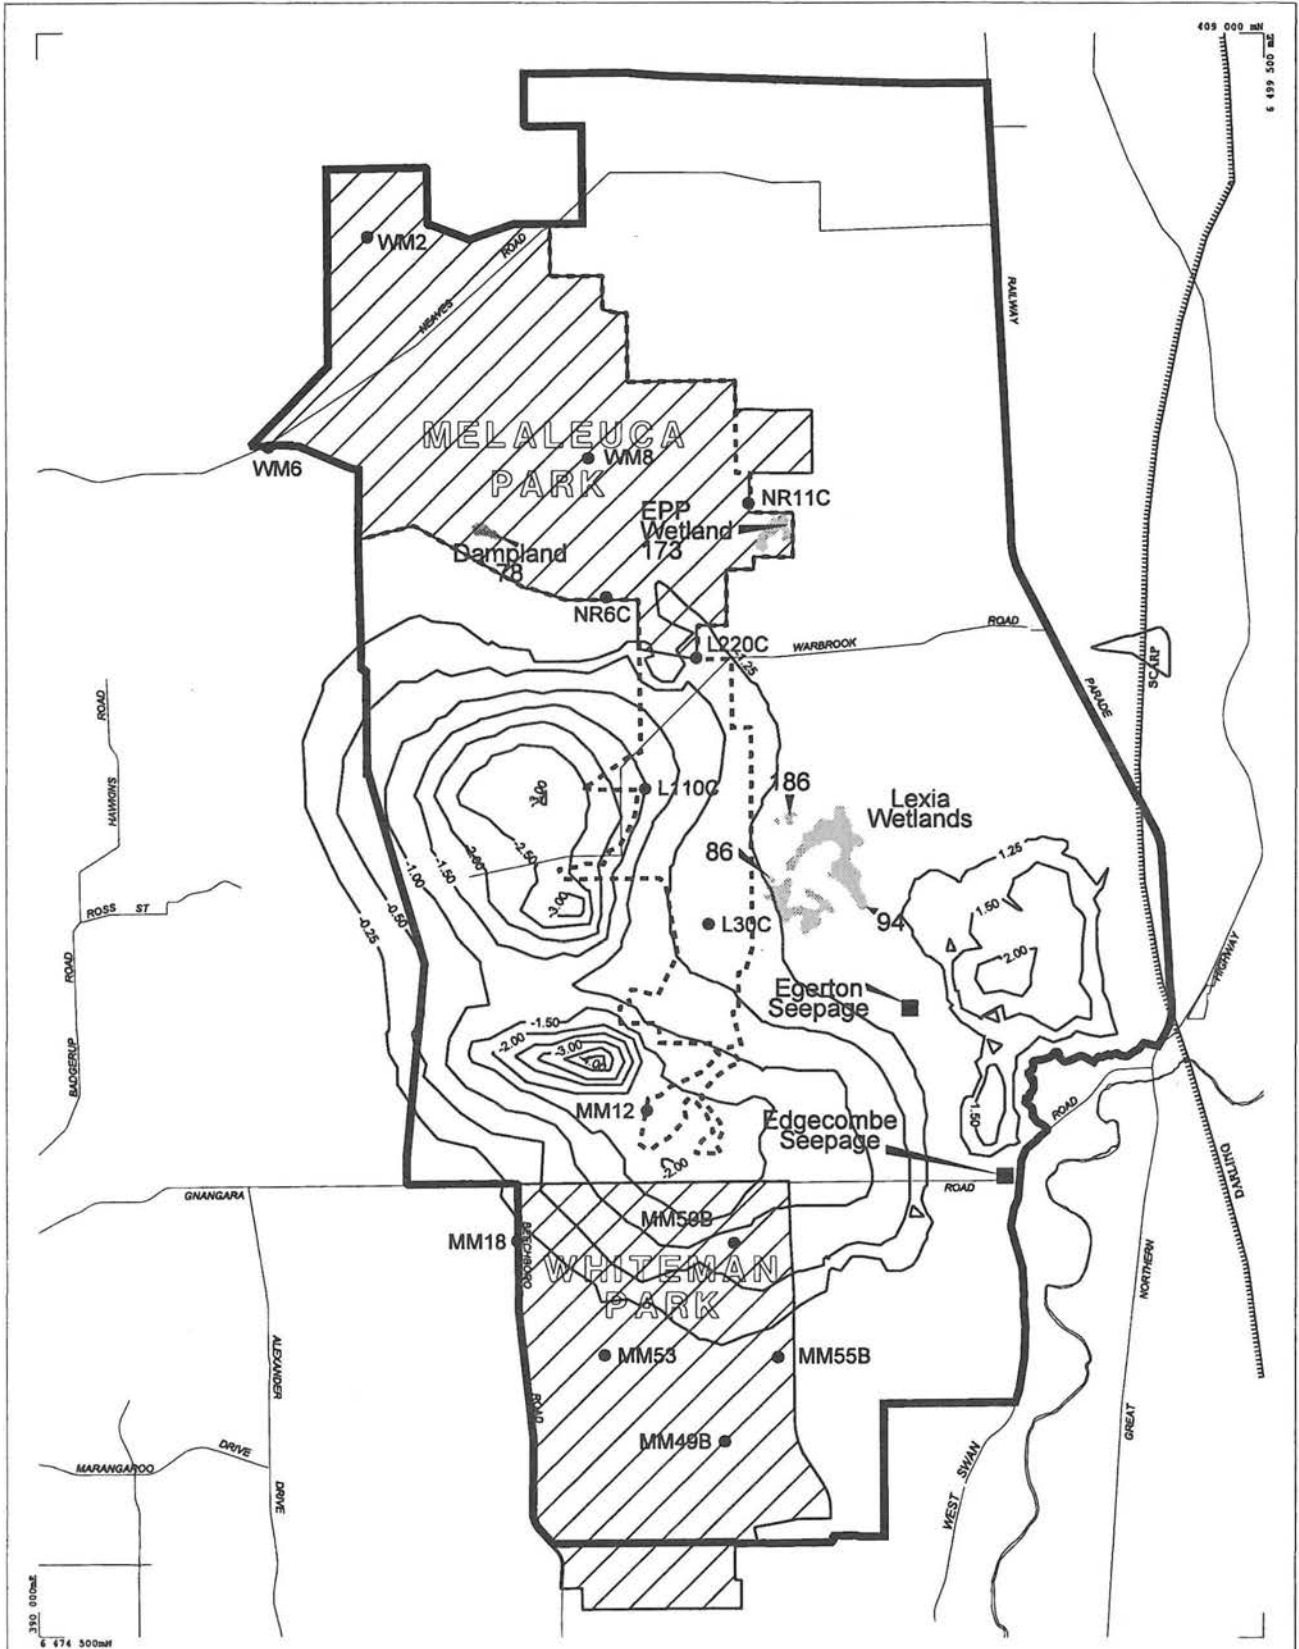 409 000 mN
6 499 500 mE
WM2
ROAD
NEAVES
RAILWAY
MELALEUCA
PARK
WM8
WM6
NR11C
EPP
Wetland
173
Dampland
78
NR6C
L220C
-1.25
WARBROOK
ROAD
SCARP
PARADE
ROAD
HAWKINS
-3.00
L110C
186
Lexia
Wetlands
86
-2.50
-2.00
-1.50
-1.00
-0.50
-0.25
-3.00
1.25
1.50
2.00
ROSS ST
L30C
94
HIGHWAY
ROAD
BADGERUP
Egerton
Seepage
-1.50
-2.00
-3.00
MM12
1.50
ROAD
Edgecombe
Seepage
-2.00
DARLING
GNANGARA
ROAD
MM59B
MM18
BEECHBORO
WHITEMAN
PARK
NORTHERN
MM53
MM55B
ALEXANDER
ROAD
MM49B
GREAT
DRIVE
MARANGAROO
DRIVE
WEST SWAN
390 000mE
6 474 500mN